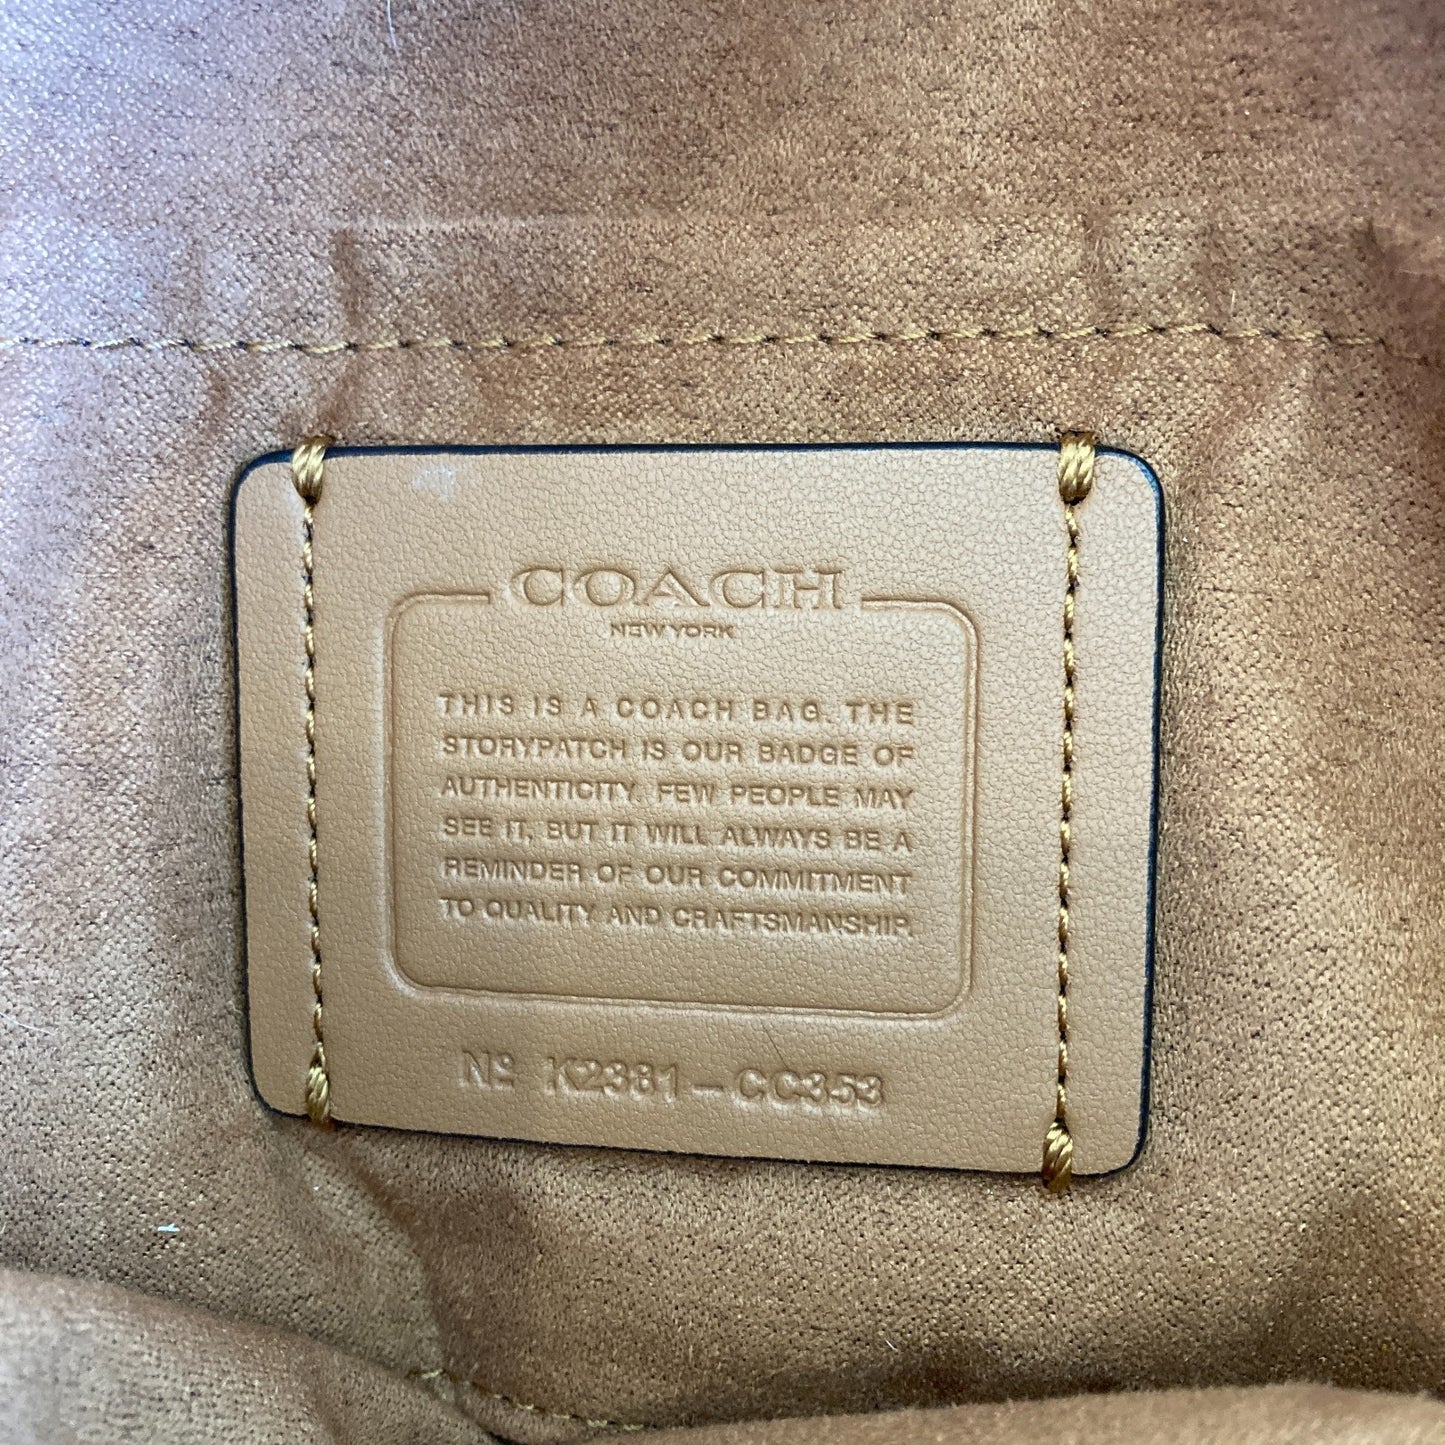 COACH
NEW YORK
THIS IS A COACH BAG. THE
STORYPATCH IS OUR BADGE OF
AUTHENTICITY. FEW PEOPLE MAY
SEE IT, BUT IT WILL ALWAYS BE A
REMINDER OF OUR COMMITMENT
TO QUALITY AND CRAFTSMANSHIP.
Nº K2381-CC353